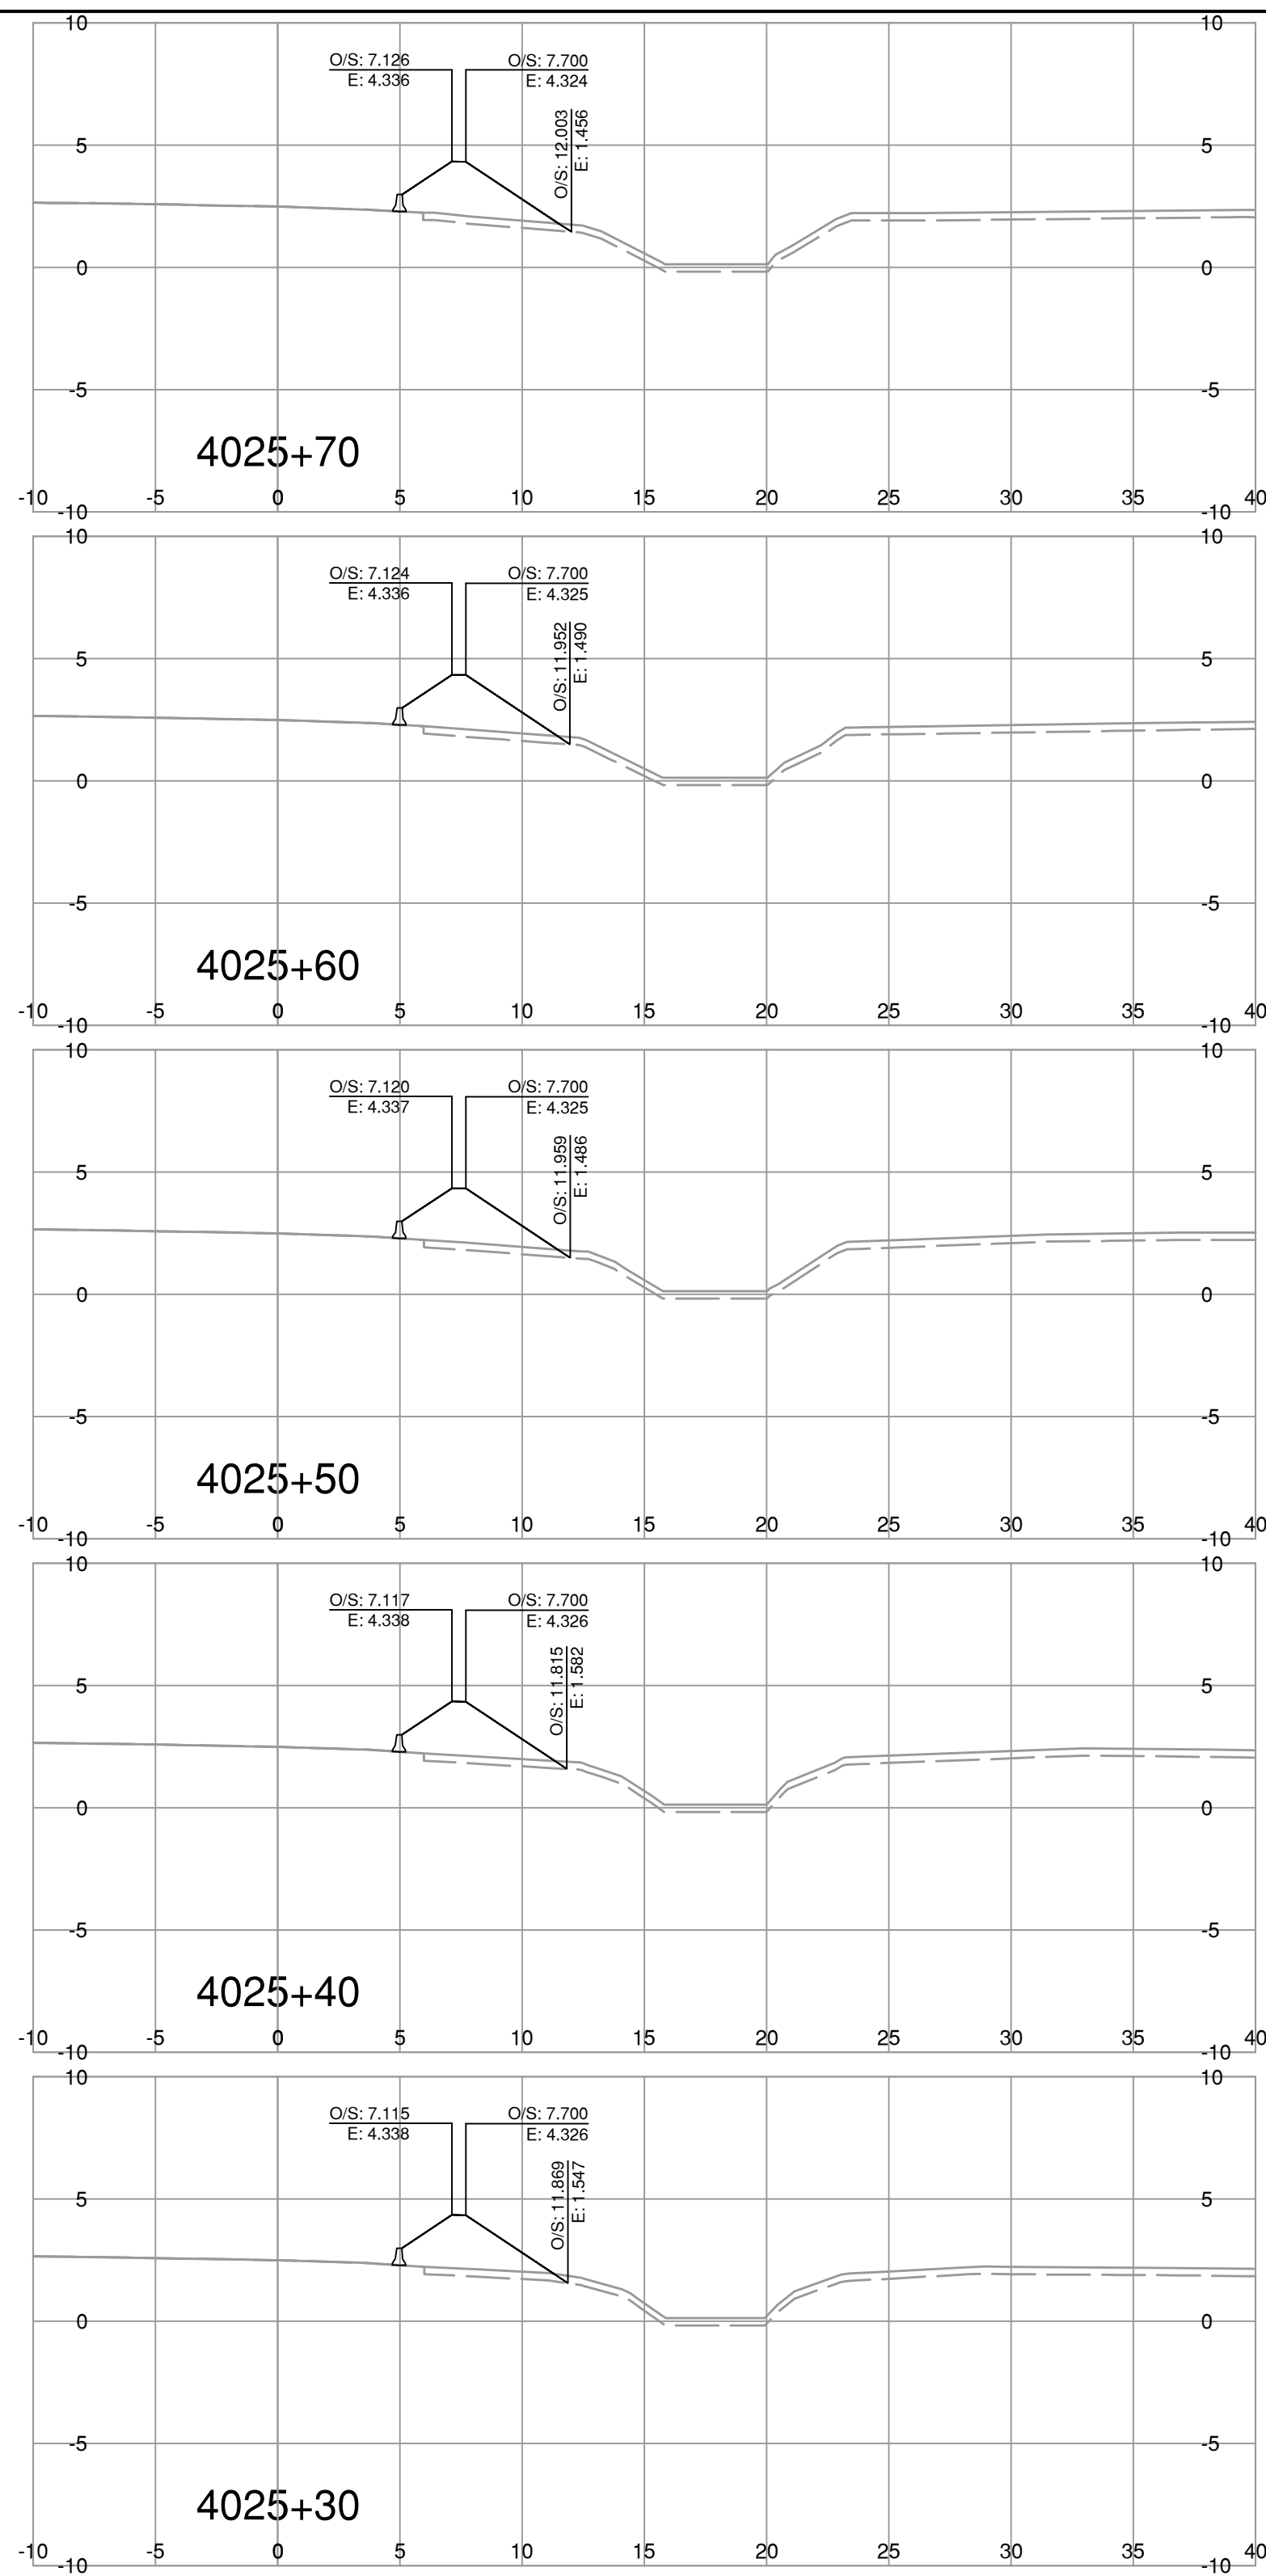 10 10
O/S: 7.126 O/S: 7.700
E: 4.336 E: 4.324
O/S: 12.003
E: 1.456
5 5
0 0
-5 -5
4025+70
-10 -5 0 5 10 15 20 25 30 35 40
-10 -10
10 10
O/S: 7.124 O/S: 7.700
E: 4.336 E: 4.325
O/S: 11.952
E: 1.490
5 5
0 0
-5 -5
4025+60
-10 -5 0 5 10 15 20 25 30 35 40
-10 -10
10 10
O/S: 7.120 O/S: 7.700
E: 4.337 E: 4.325
O/S: 11.959
E: 1.486
5 5
0 0
-5 -5
4025+50
-10 -5 0 5 10 15 20 25 30 35 40
-10 -10
10 10
O/S: 7.117 O/S: 7.700
E: 4.338 E: 4.326
O/S: 11.815
E: 1.582
5 5
0 0
-5 -5
4025+40
-10 -5 0 5 10 15 20 25 30 35 40
-10 -10
10 10
O/S: 7.115 O/S: 7.700
E: 4.338 E: 4.326
O/S: 11.869
E: 1.547
5 5
0 0
-5 -5
4025+30
-10 -5 0 5 10 15 20 25 30 35 40
-10 -10